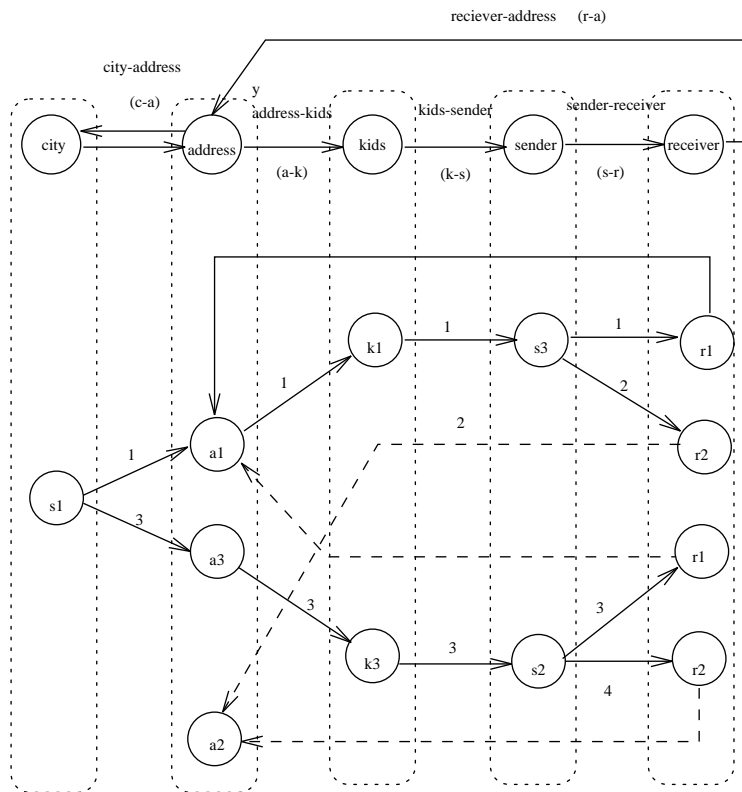 reciever-address (r-a)
city-address
(c-a)
y
address-kids
kids-sender
sender-receiver
city
address
kids
sender
receiver
(a-k)
(k-s)
(s-r)
k1
1
s3
1
r1
1
2
a1
2
r2
1
s1
3
a3
r1
3
3
k3
3
s2
4
r2
a2